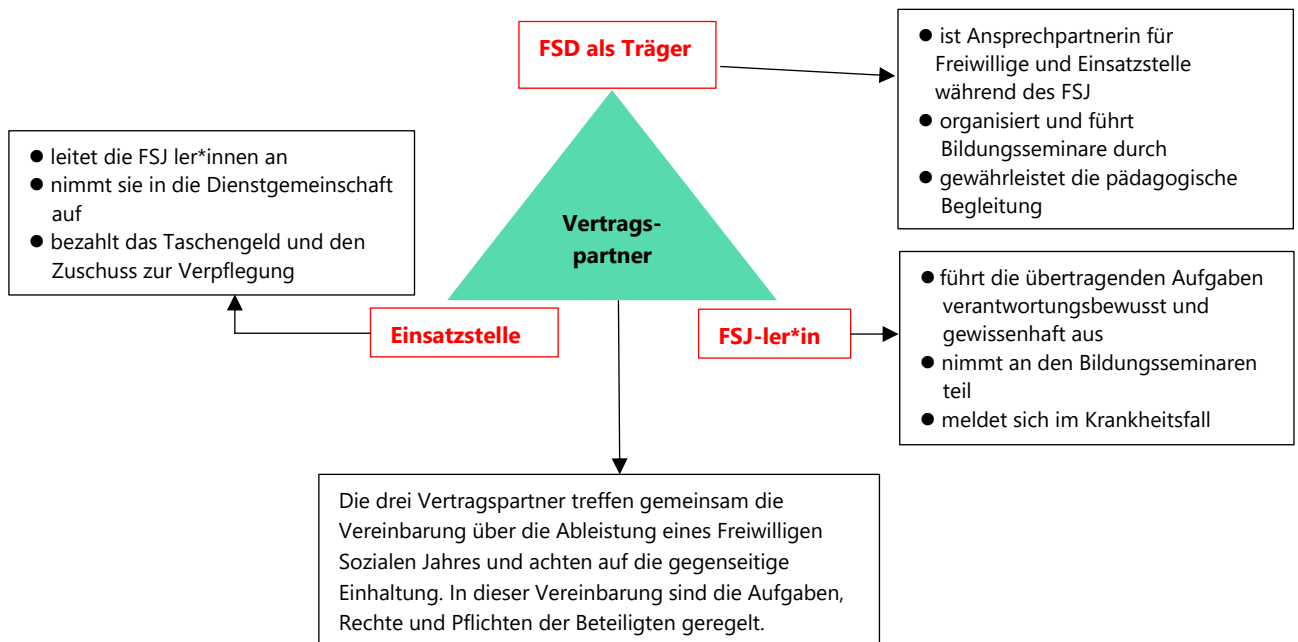 FSD als Träger
● ist Ansprechpartnerin für
Freiwillige und Einsatzstelle
während des FSJ
● organisiert und führt
Bildungsseminare durch
● gewährleistet die pädagogische
Begleitung
● leitet die FSJ ler*innen an
● nimmt sie in die Dienstgemeinschaft
auf
● bezahlt das Taschengeld und den
Zuschuss zur Verpflegung
Vertrags-
partner
Einsatzstelle
FSJ-ler*in
● führt die übertragenden Aufgaben
verantwortungsbewusst und
gewissenhaft aus
● nimmt an den Bildungsseminaren
teil
● meldet sich im Krankheitsfall
Die drei Vertragspartner treffen gemeinsam die
Vereinbarung über die Ableistung eines Freiwilligen
Sozialen Jahres und achten auf die gegenseitige
Einhaltung. In dieser Vereinbarung sind die Aufgaben,
Rechte und Pflichten der Beteiligten geregelt.